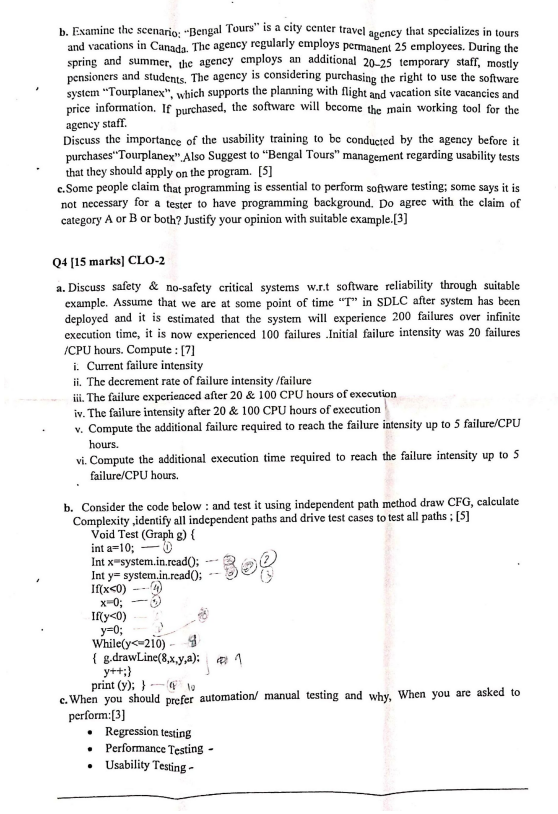 b. Examine the scenario: "Bengal Tours" is a city center travel agency that specializes in tours
and vacations in Canada. The agency regularly employs permanent 25 employees. During the
spring and summer, the agency employs an additional 20–25 temporary staff, mostly
pensioners and students. The agency is considering purchasing the right to use the software
system "Tourplanex", which supports the planning with flight and vacation site vacancies and
price information. If purchased, the software will become the main working tool for the
agency staff.
Discuss the importance of the usability training to be conducted by the agency before it
purchases"Tourplanex".Also Suggest to "Bengal Tours" management regarding usability tests
that they should apply on the program. [5]
c.Some people claim that programming is essential to perform software testing; some says it is
not necessary for a tester to have programming background. Do agree with the claim of
category A or B or both? Justify your opinion with suitable example.[3]
Q4 [15 marks] CLO-2
a. Discuss safety & no-safety critical systems w.r.t software reliability through suitable
example. Assume that we are at some point of time "T" in SDLC after system has been
deployed and it is estimated that the system will experience 200 failures over infinite
execution time, it is now experienced 100 failures .Initial failure intensity was 20 failures
/CPU hours. Compute : [7]
i. Current failure intensity
ii. The decrement rate of failure intensity /failure
iii. The failure experienced after 20 & 100 CPU hours of execution
iv. The failure intensity after 20 & 100 CPU hours of execution
v. Compute the additional failure required to reach the failure intensity up to 5 failure/CPU
hours.
vi. Compute the additional execution time required to reach the failure intensity up to 5
failure/CPU hours.
b. Consider the code below : and test it using independent path method draw CFG, calculate
Complexity ,identify all independent paths and drive test cases to test all paths ; [5]
Void Test (Graph g) {
int a=10; — 1
Int x=system.in.read(); 2
Int y= system.in.read(); 3
If(x<0) 4
x=0; 5
If(y<0)
y=0;
While(y<=210) 8
{ g.drawLine(8,x,y,a); 9
y++;}
print (y); } 10
c. When you should prefer automation/ manual testing and why, When you are asked to
perform:[3]
• Regression testing
• Performance Testing -
• Usability Testing -